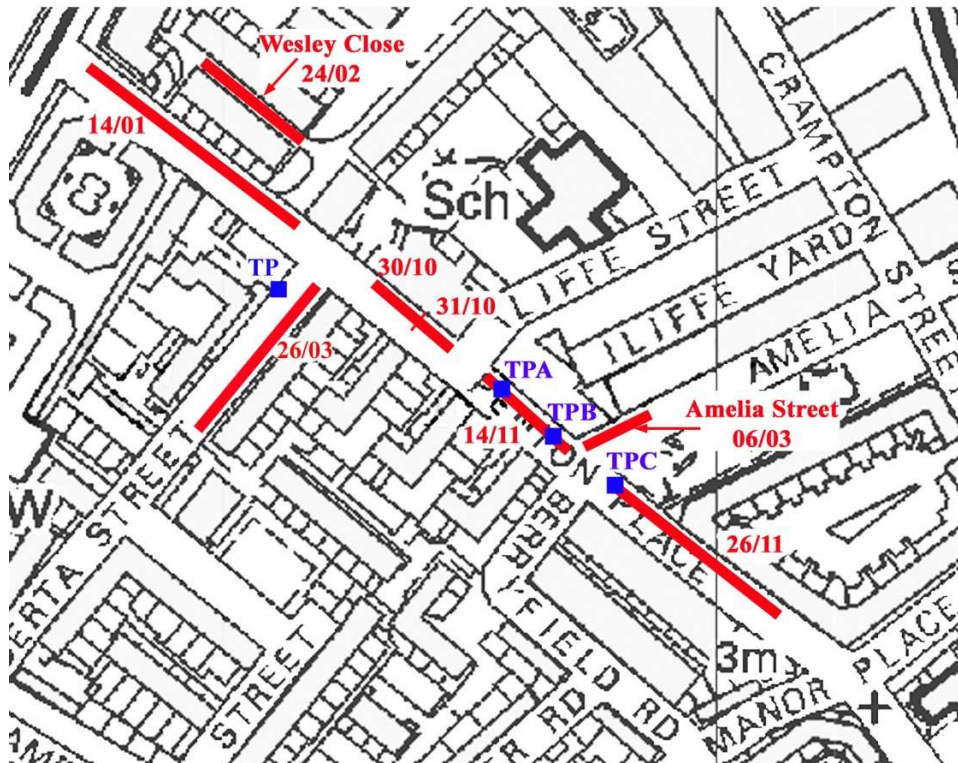 Wesley Close
24/02
14/01
CRAMPTON STREET
Sch
TP
30/10
31/10
ILIFFE STREET
ILIFFE YARD
AMELIA
26/03
TPA
TPB
14/11
Amelia Street
06/03
TPC
W
PLACE
26/11
BERRYFIELD RD
STREET
STREET
3m
MANOR PLACE